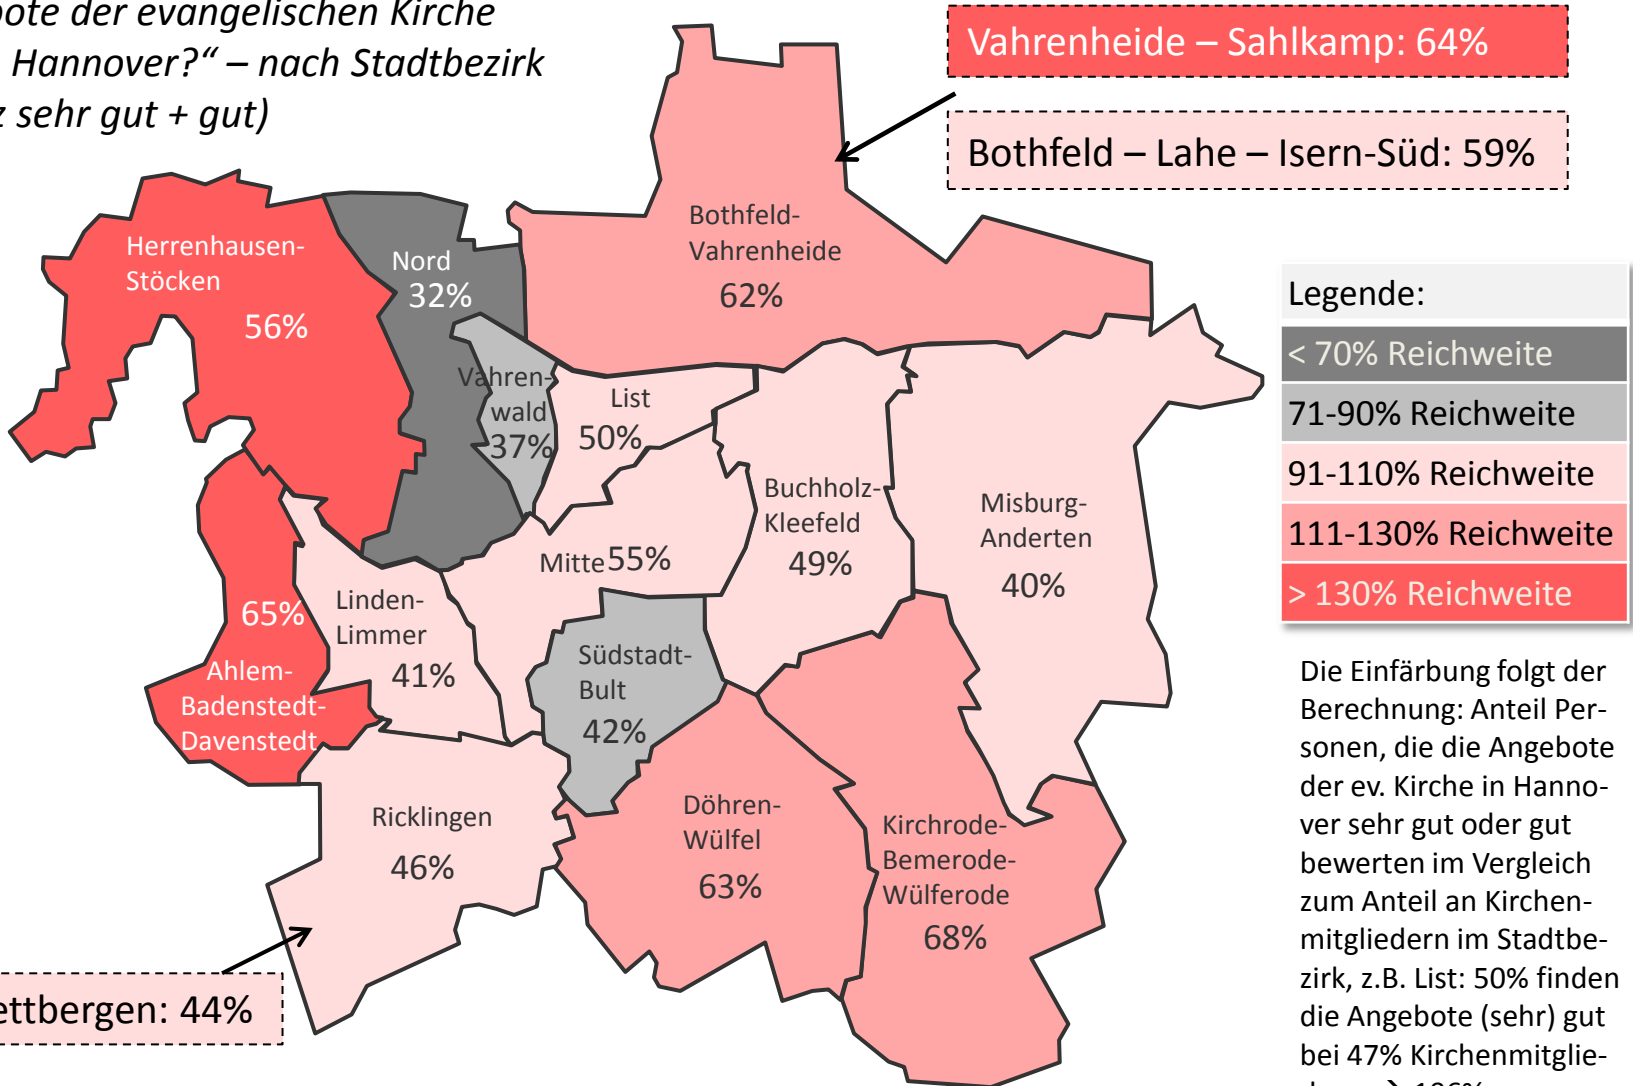 der evangelischen Kirche
Hannover?“ – nach Stadtbezirk
sehr gut + gut)
Vahrenheide – Sahlkamp: 64%
Bothfeld – Lahe – Isern-Süd: 59%
Herrenhausen-
Stöcken
56%
Nord
32%
Bothfeld-
Vahrenheide
62%
Vahren-
wald
37%
List
50%
Buchholz-
Kleefeld
49%
Misburg-
Anderten
40%
Mitte 55%
65%
Ahlem-
Badenstedt-
Davenstedt
Linden-
Limmer
41%
Südstadt-
Bult
42%
Ricklingen
46%
Döhren-
Wülfel
63%
Kirchrode-
Bemerode-
Wülferode
68%
ettbergen: 44%
Legende:
< 70% Reichweite
71-90% Reichweite
91-110% Reichweite
111-130% Reichweite
> 130% Reichweite
Die Einfärbung folgt der
Berechnung: Anteil Per-
sonen, die die Angebote
der ev. Kirche in Hanno-
ver sehr gut oder gut
bewerten im Vergleich
zum Anteil an Kirchen-
mitgliedern im Stadtbe-
zirk, z.B. List: 50% finden
die Angebote (sehr) gut
bei 47% Kirchenmitglie-